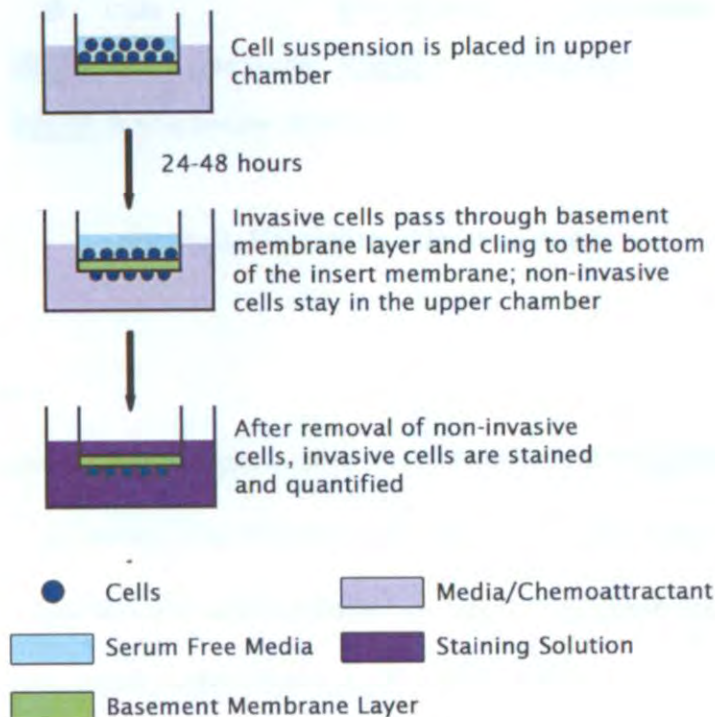 Cell suspension is placed in upper
chamber
24-48 hours
Invasive cells pass through basement
membrane layer and cling to the bottom
of the insert membrane; non-invasive
cells stay in the upper chamber
After removal of non-invasive
cells, invasive cells are stained
and quantified
Cells
Media/Chemoattractant
Serum Free Media
Staining Solution
Basement Membrane Layer